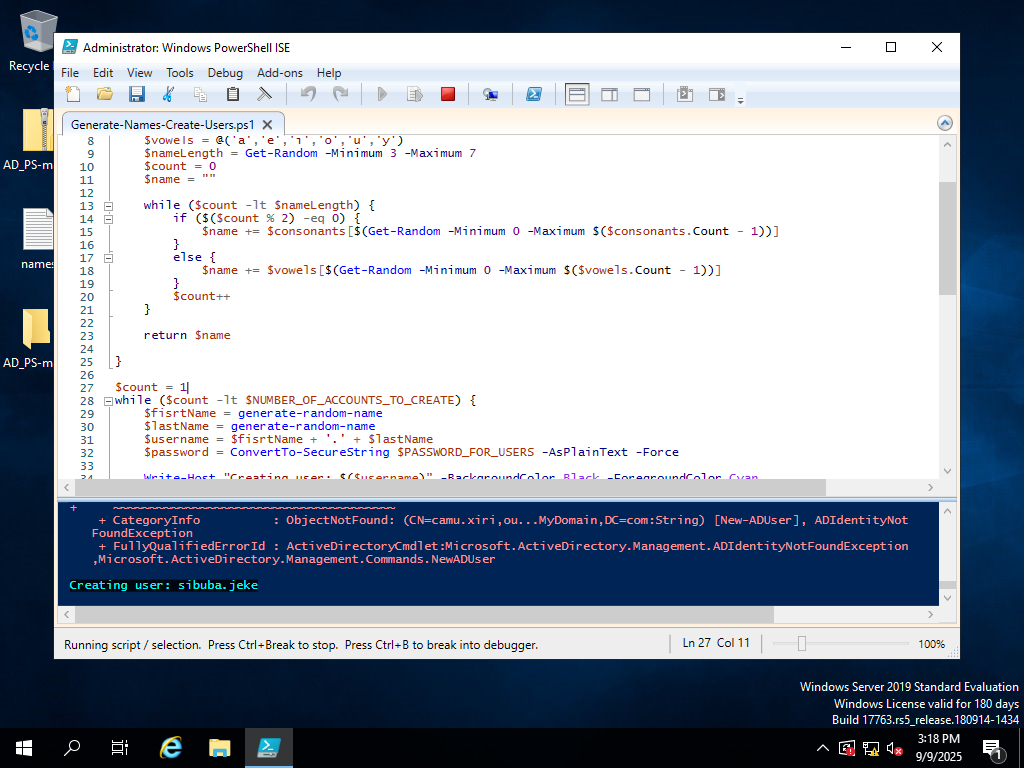 Recycle
AD_PS-m
names
AD_PS-m
Administrator: Windows PowerShell ISE
File Edit View Tools Debug Add-ons Help
Generate-Names-Create-Users.ps1
8 $vowels = @('a','e','i','o','u','y')
9 $nameLength = Get-Random -Minimum 3 -Maximum 7
10 $count = 0
11 $name = ""
12
13 while ($count -lt $nameLength) {
14 if ($($count % 2) -eq 0) {
15 $name += $consonants[$(Get-Random -Minimum 0 -Maximum $($consonants.Count - 1))]
16 }
17 else {
18 $name += $vowels[$(Get-Random -Minimum 0 -Maximum $($vowels.Count - 1))]
19 }
20 $count++
21 }
22
23 return $name
24
25 }
26
27 $count = 1
28 while ($count -lt $NUMBER_OF_ACCOUNTS_TO_CREATE) {
29 $fisrtName = generate-random-name
30 $lastName = generate-random-name
31 $username = $fisrtName + '.' + $lastName
32 $password = ConvertTo-SecureString $PASSWORD_FOR_USERS -AsPlainText -Force
33
34 Write-Host "Creating user: $($username)" -BackgroundColor Black -ForegroundColor Cyan
+ ~~~~~~~~~~~~~~~~~~~~~~~~~~~~~~~~~~~~~~~
+ CategoryInfo : ObjectNotFound: (CN=camu.xiri,ou...MyDomain,DC=com:String) [New-ADUser], ADIdentityNot
FoundException
+ FullyQualifiedErrorId : ActiveDirectoryCmdlet:Microsoft.ActiveDirectory.Management.ADIdentityNotFoundException
,Microsoft.ActiveDirectory.Management.Commands.NewADUser
Creating user: sibuba.jeke
Running script / selection. Press Ctrl+Break to stop. Press Ctrl+B to break into debugger.
Ln 27 Col 11
100%
Windows Server 2019 Standard Evaluation
Windows License valid for 180 days
Build 17763.rs5_release.180914-1434
3:18 PM
9/9/2025
1